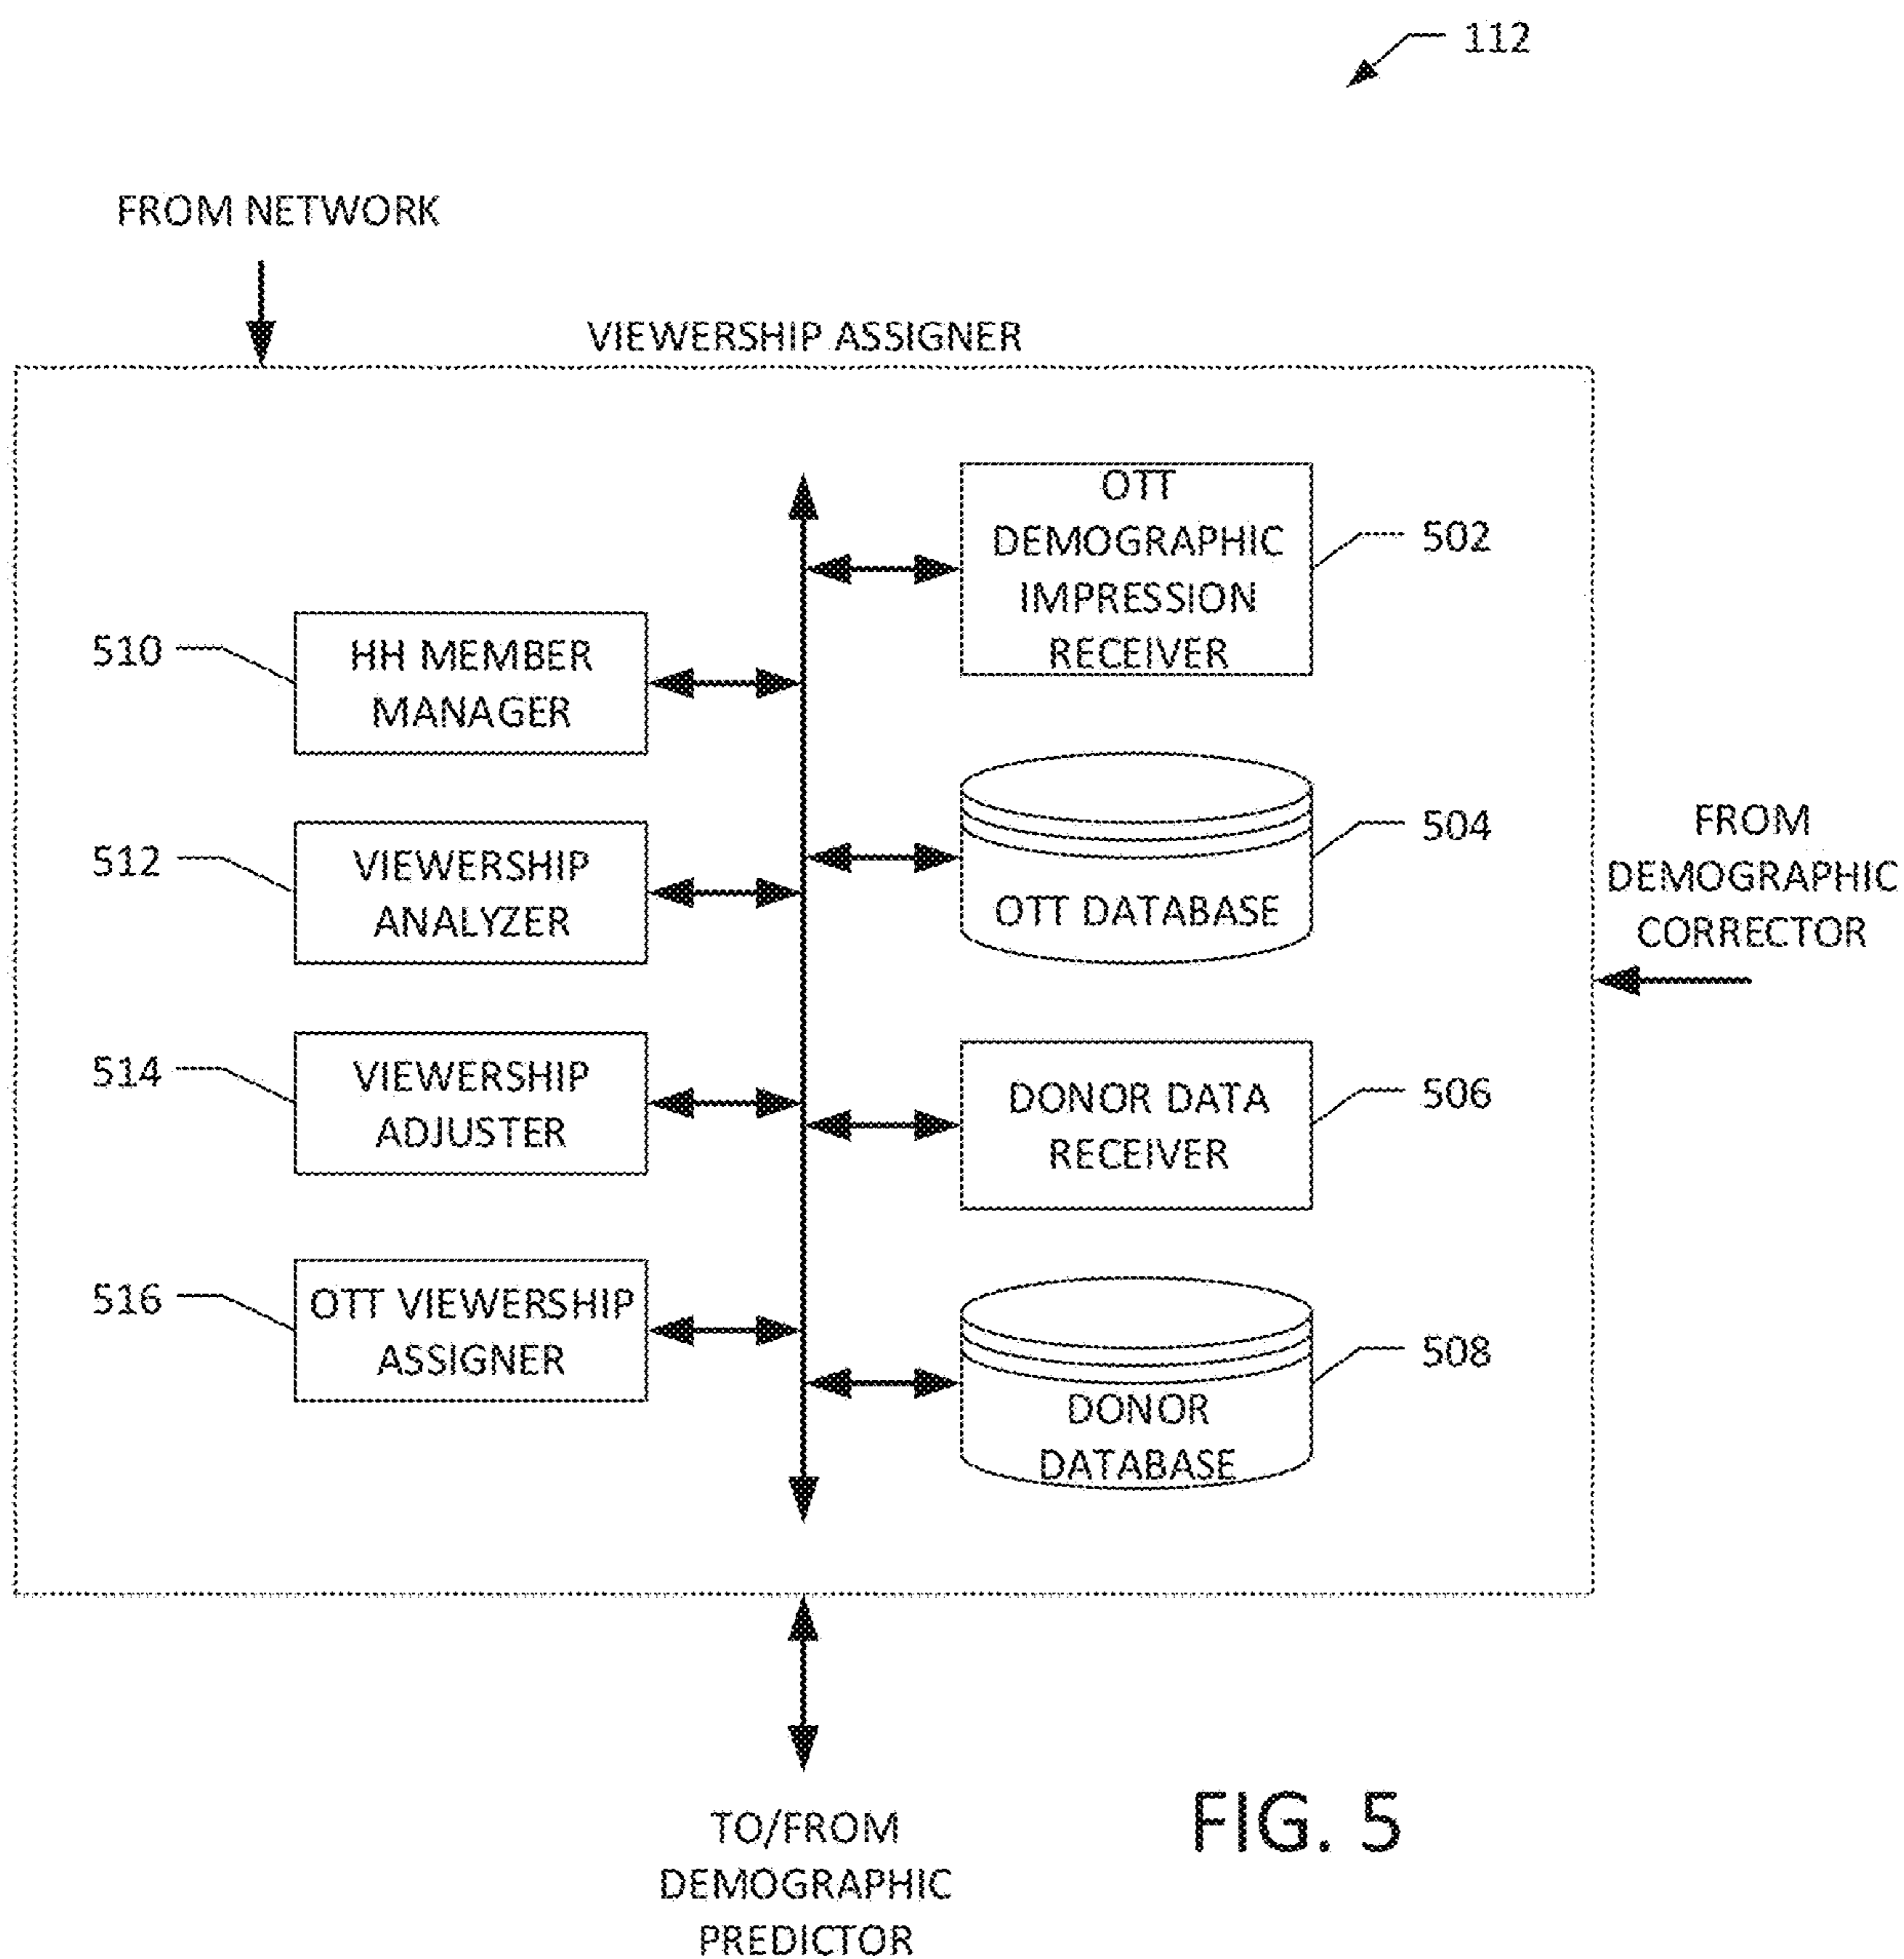 112
FROM NETWORK
VIEWERSHIP ASSIGNER
OTT
DEMOGRAPHIC
IMPRESSION
RECEIVER
502
510
HH MEMBER
MANAGER
OTT DATABASE
504
FROM
DEMOGRAPHIC
CORRECTOR
512
VIEWERSHIP
ANALYZER
514
VIEWERSHIP
ADJUSTER
DONOR DATA
RECEIVER
506
516
OTT VIEWERSHIP
ASSIGNER
DONOR
DATABASE
508
TO/FROM
DEMOGRAPHIC
PREDICTOR
FIG. 5